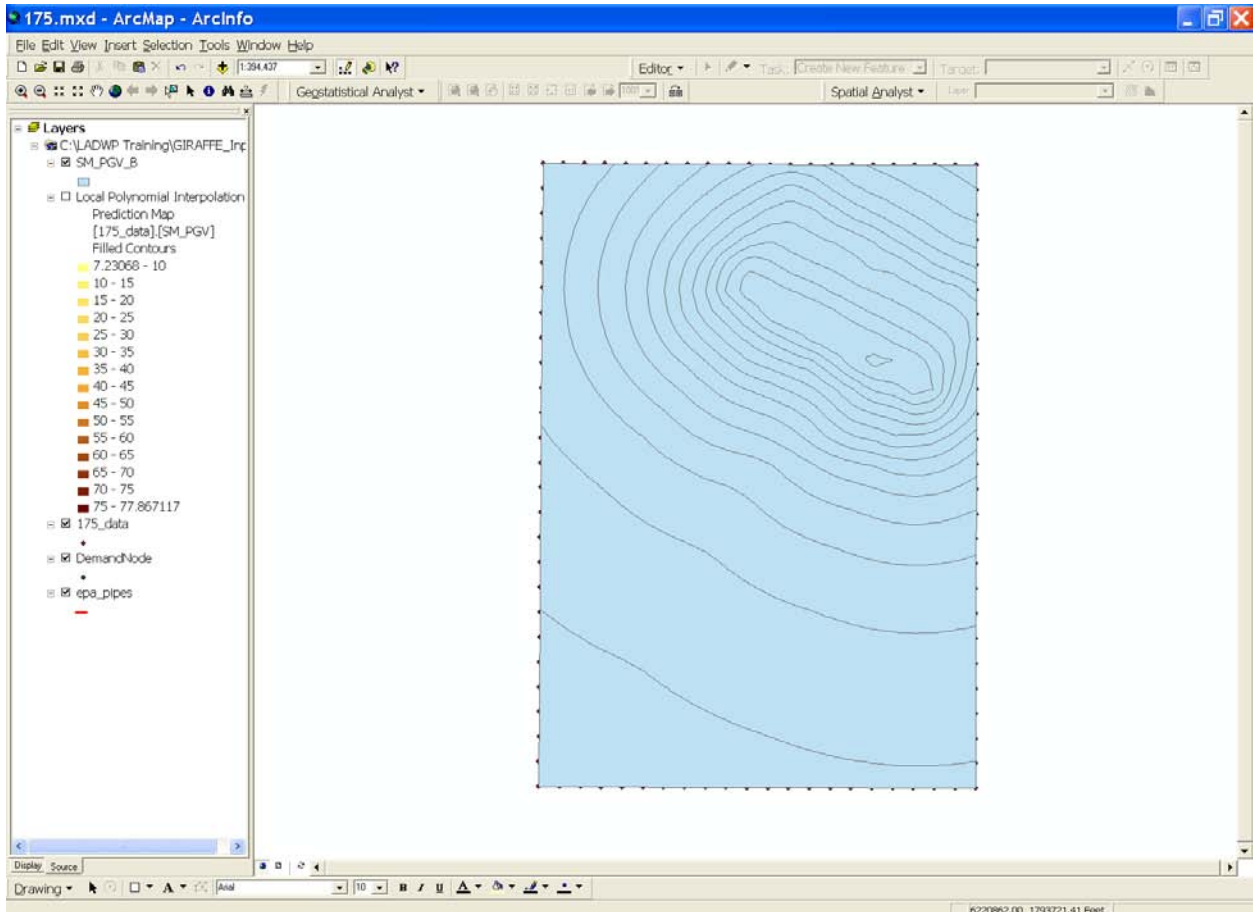 175.mxd - ArcMap - ArcInfo
File Edit View Insert Selection Tools Window Help
1:394,437 Editor Task: Create New Feature Target:
Geostatistical Analyst 1001 Spatial Analyst Layer
Layers
C:\LADWP Training\GIRAFFE_Inp
SM_PGV_B
Local Polynomial Interpolation
Prediction Map
[175_data].[SM_PGV]
Filled Contours
7.23068 - 10
10 - 15
15 - 20
20 - 25
25 - 30
30 - 35
35 - 40
40 - 45
45 - 50
50 - 55
55 - 60
60 - 65
65 - 70
70 - 75
75 - 77.867117
175_data
DemandNode
epa_pipes
Display Source
Drawing A Arial 10 B I U A
6220862.00 1793721.41 Feet